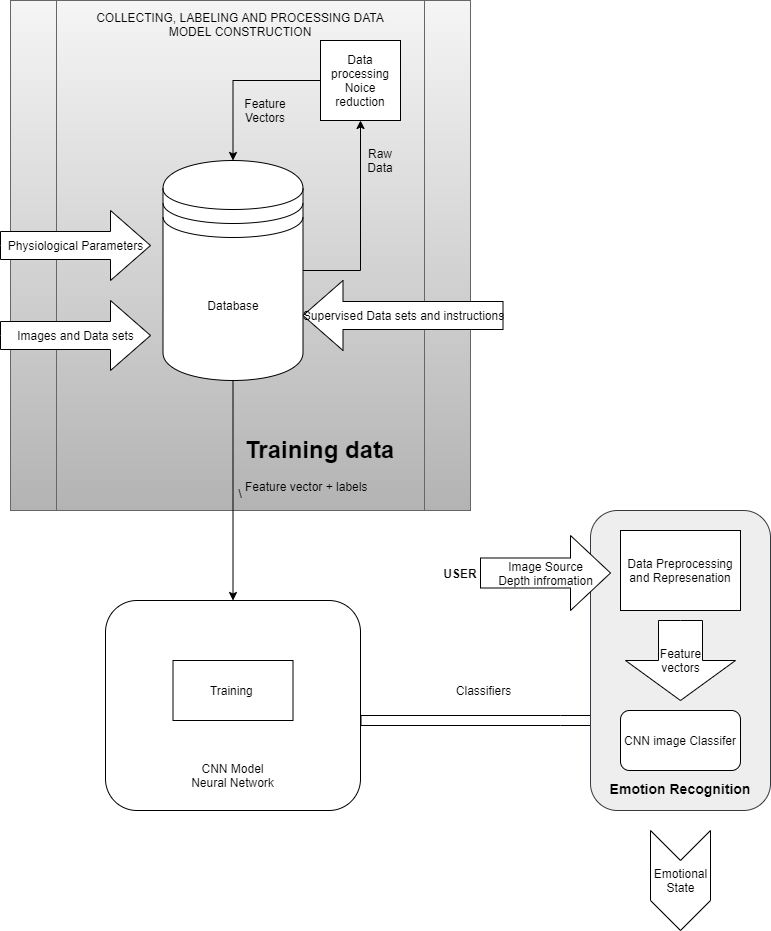 COLLECTING, LABELING AND PROCESSING DATA
MODEL CONSTRUCTION
Data
processing
Noice
reduction
Feature
Vectors
Raw
Data
Physiological Parameters
Database
Supervised Data sets and instructions
Images and Data sets
Training data
\ Feature vector + labels
USER
Image Source
Depth infromation
Data Preprocessing
and Represenation
Feature
vectors
Training
Classifiers
CNN image Classifer
CNN Model
Neural Network
Emotion Recognition
Emotional
State